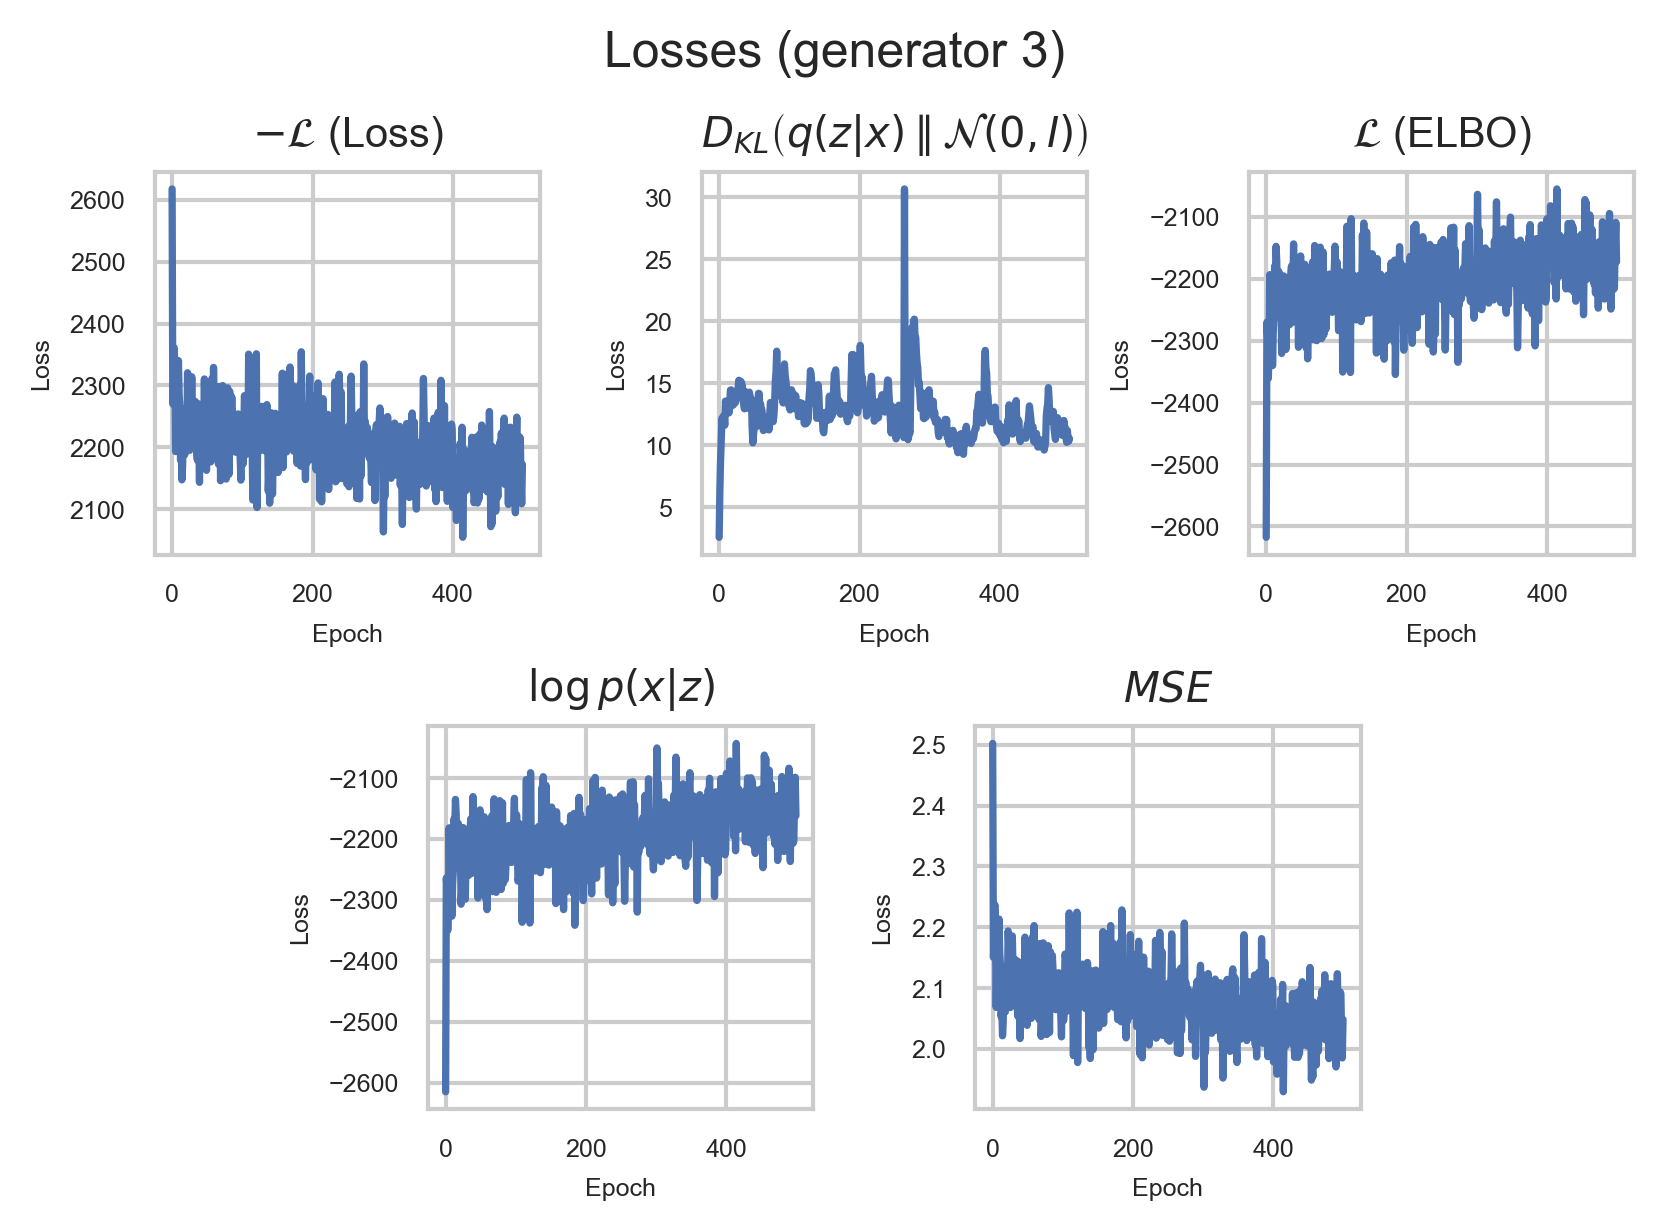 Losses (generator 3)
−ℒ (Loss)
2600
2500
2400
2300
2200
2100
Loss
0 200 400
Epoch
D_KL(q(z|x) ∥ 𝒩(0, I))
30
25
20
15
10
5
Loss
0 200 400
Epoch
ℒ (ELBO)
−2100
−2200
−2300
−2400
−2500
−2600
Loss
0 200 400
Epoch
log p(x|z)
−2100
−2200
−2300
−2400
−2500
−2600
Loss
0 200 400
Epoch
MSE
2.5
2.4
2.3
2.2
2.1
2.0
Loss
0 200 400
Epoch